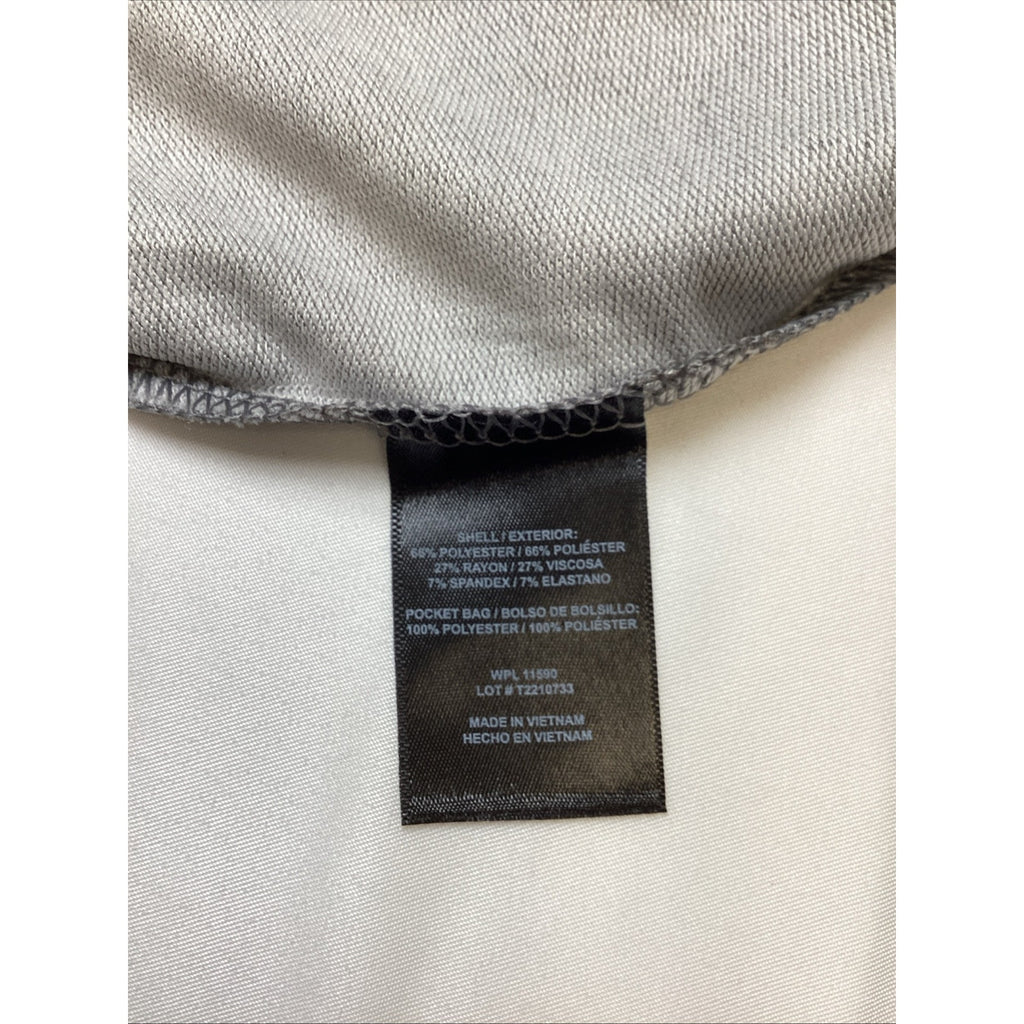 SHELL / EXTERIOR:
66% POLYESTER / 66% POLIÉSTER
27% RAYON / 27% VISCOSA
7% SPANDEX / 7% ELASTANO
POCKET BAG / BOLSO DE BOLSILLO:
100% POLYESTER / 100% POLIÉSTER
WPL 11590
LOT # T2210733
MADE IN VIETNAM
HECHO EN VIETNAM